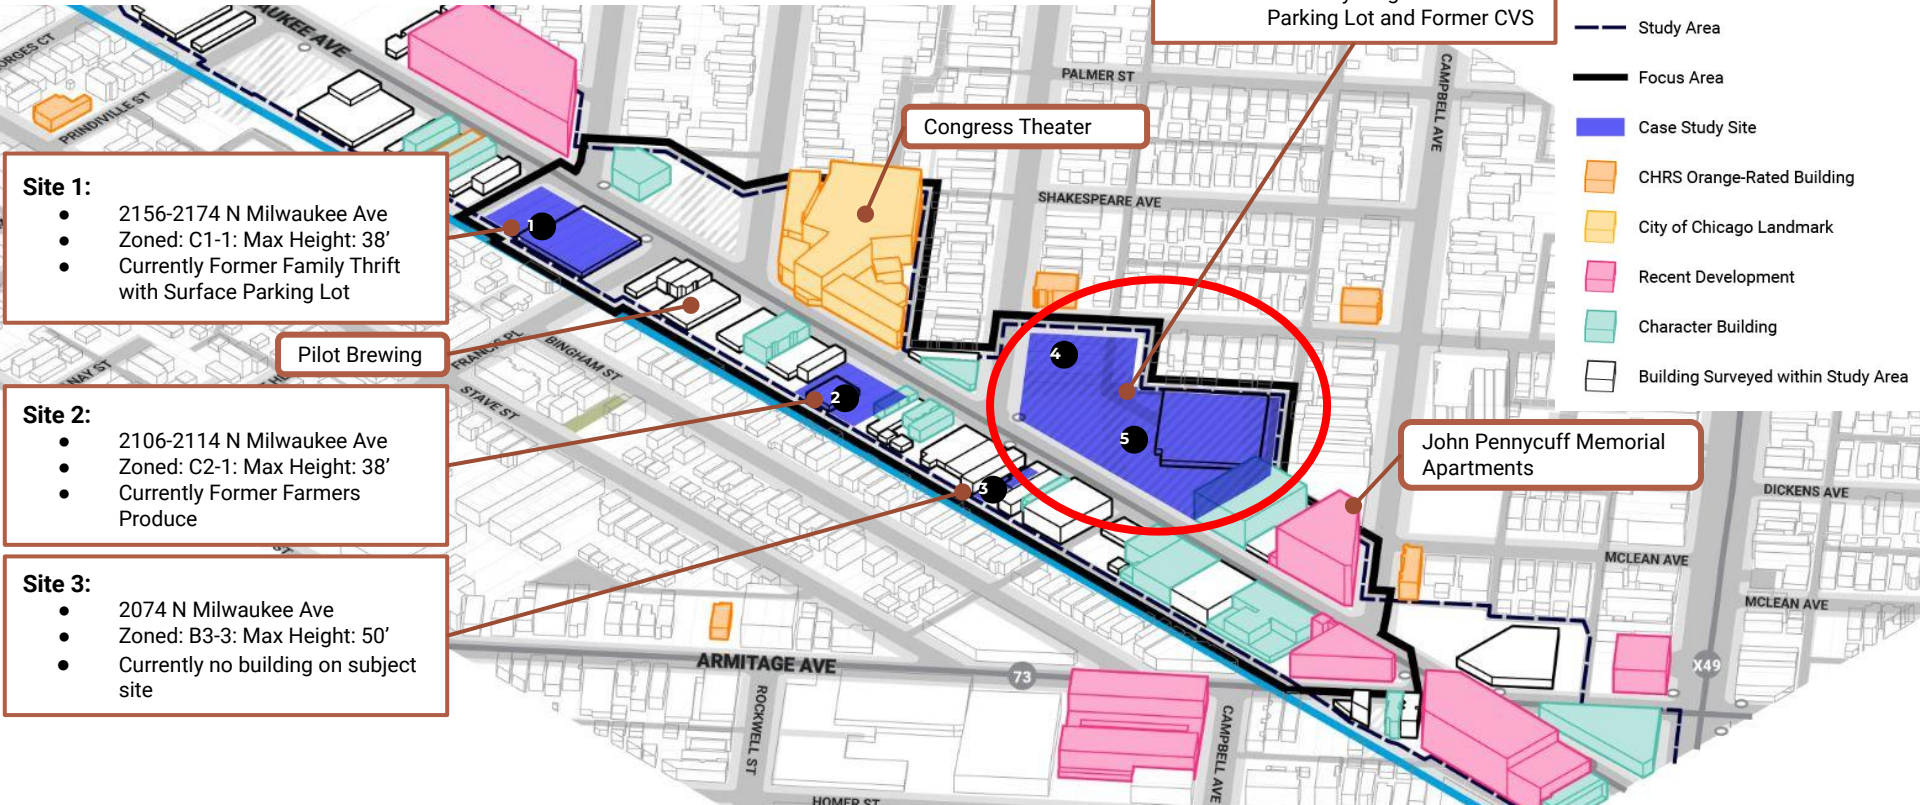 Parking Lot and Former CVS
Study Area
Focus Area
Case Study Site
CHRS Orange-Rated Building
City of Chicago Landmark
Recent Development
Character Building
Building Surveyed within Study Area
PRINDIVILLE ST
PALMER ST
CAMPBELL AVE
Congress Theater
SHAKESPEARE AVE
Site 1:
● 2156-2174 N Milwaukee Ave
● Zoned: C1-1: Max Height: 38’
● Currently Former Family Thrift
with Surface Parking Lot
1
Pilot Brewing
FRANCIS PL
BINGHAM ST
STAVE ST
Site 2:
● 2106-2114 N Milwaukee Ave
● Zoned: C2-1: Max Height: 38’
● Currently Former Farmers
Produce
2
4
5
3
John Pennycuff Memorial
Apartments
DICKENS AVE
MCLEAN AVE
MCLEAN AVE
Site 3:
● 2074 N Milwaukee Ave
● Zoned: B3-3: Max Height: 50’
● Currently no building on subject
site
ARMITAGE AVE
73
X49
ROCKWELL ST
CAMPBELL AVE
HOMER ST